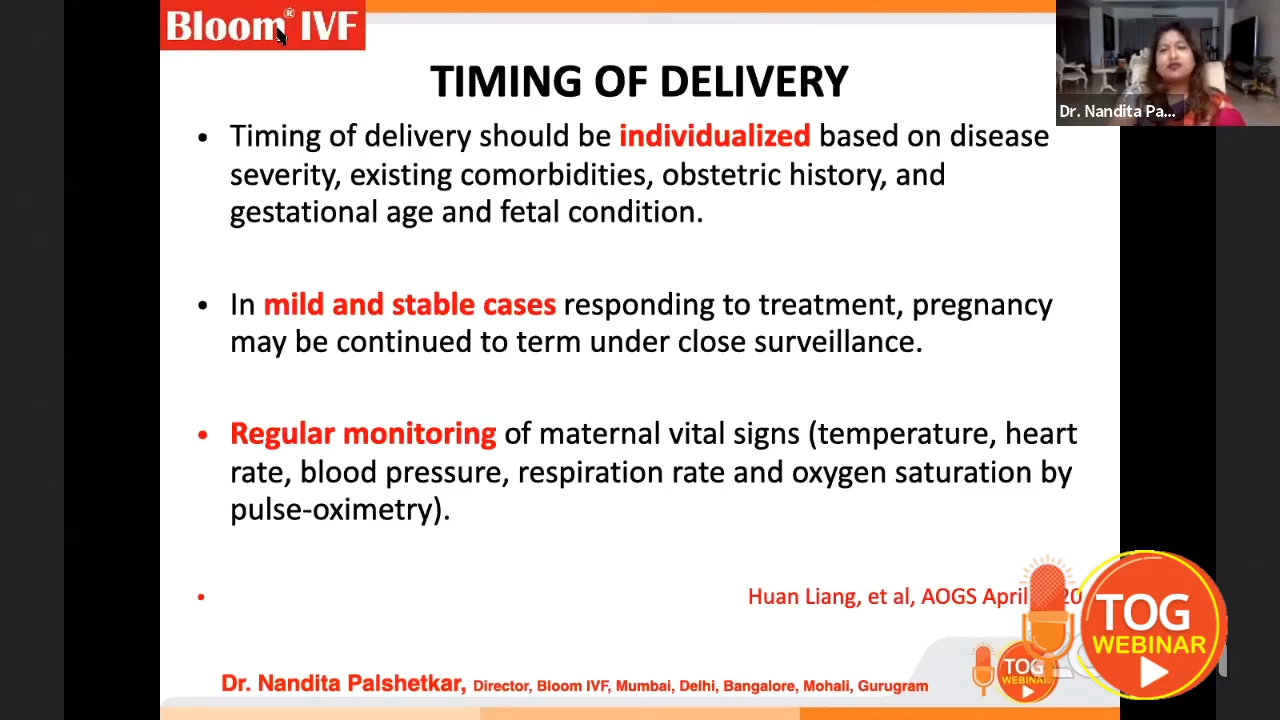 Bloom® IVF
TIMING OF DELIVERY
Dr. Nandita Pa...
• Timing of delivery should be individualized based on disease
severity, existing comorbidities, obstetric history, and
gestational age and fetal condition.
• In mild and stable cases responding to treatment, pregnancy
may be continued to term under close surveillance.
• Regular monitoring of maternal vital signs (temperature, heart
rate, blood pressure, respiration rate and oxygen saturation by
pulse-oximetry).
• Huan Liang, et al, AOGS April
TOG
WEBINAR
TOG
WEBINAR
Dr. Nandita Palshetkar, Director, Bloom IVF, Mumbai, Delhi, Bangalore, Mohali, Gurugram